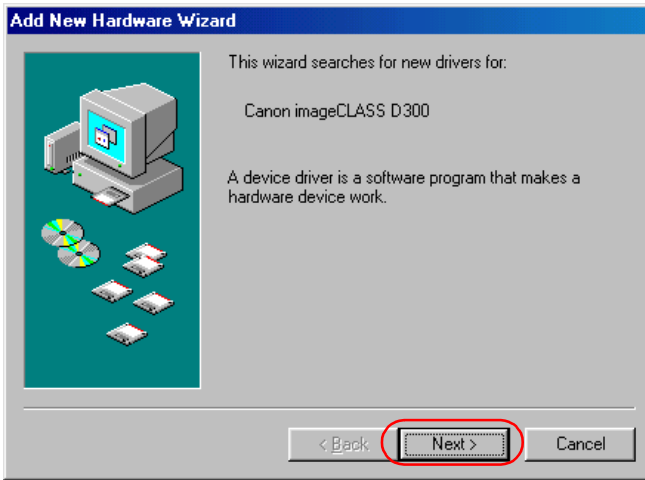 Add New Hardware Wizard
This wizard searches for new drivers for:
Canon imageCLASS D300
A device driver is a software program that makes a
hardware device work.
< Back
Next >
Cancel